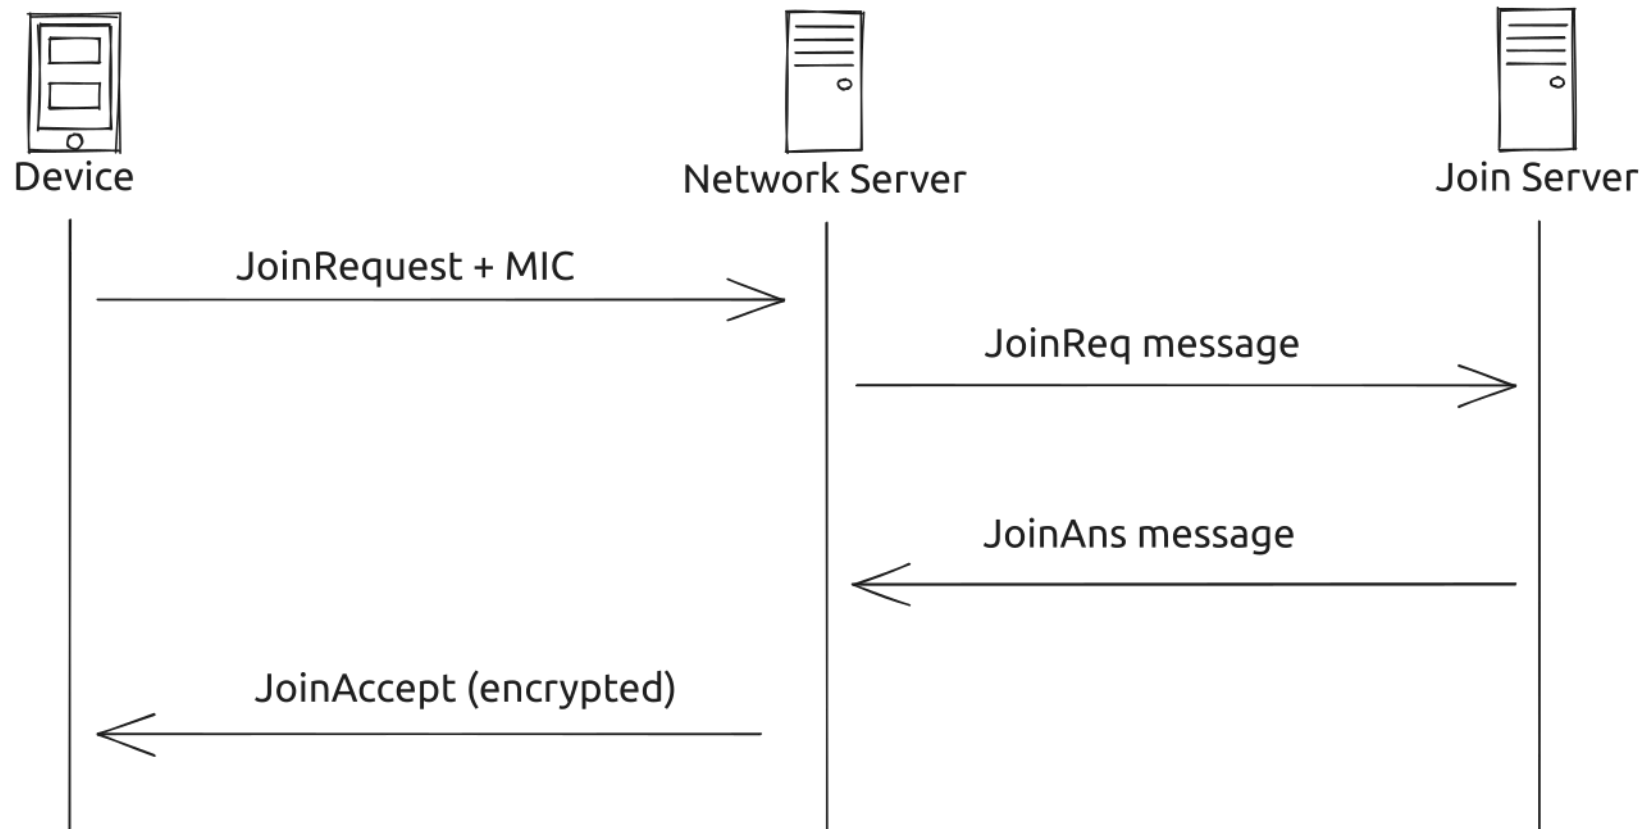 Device
Network Server
Join Server
JoinRequest + MIC
JoinReq message
JoinAns message
JoinAccept (encrypted)